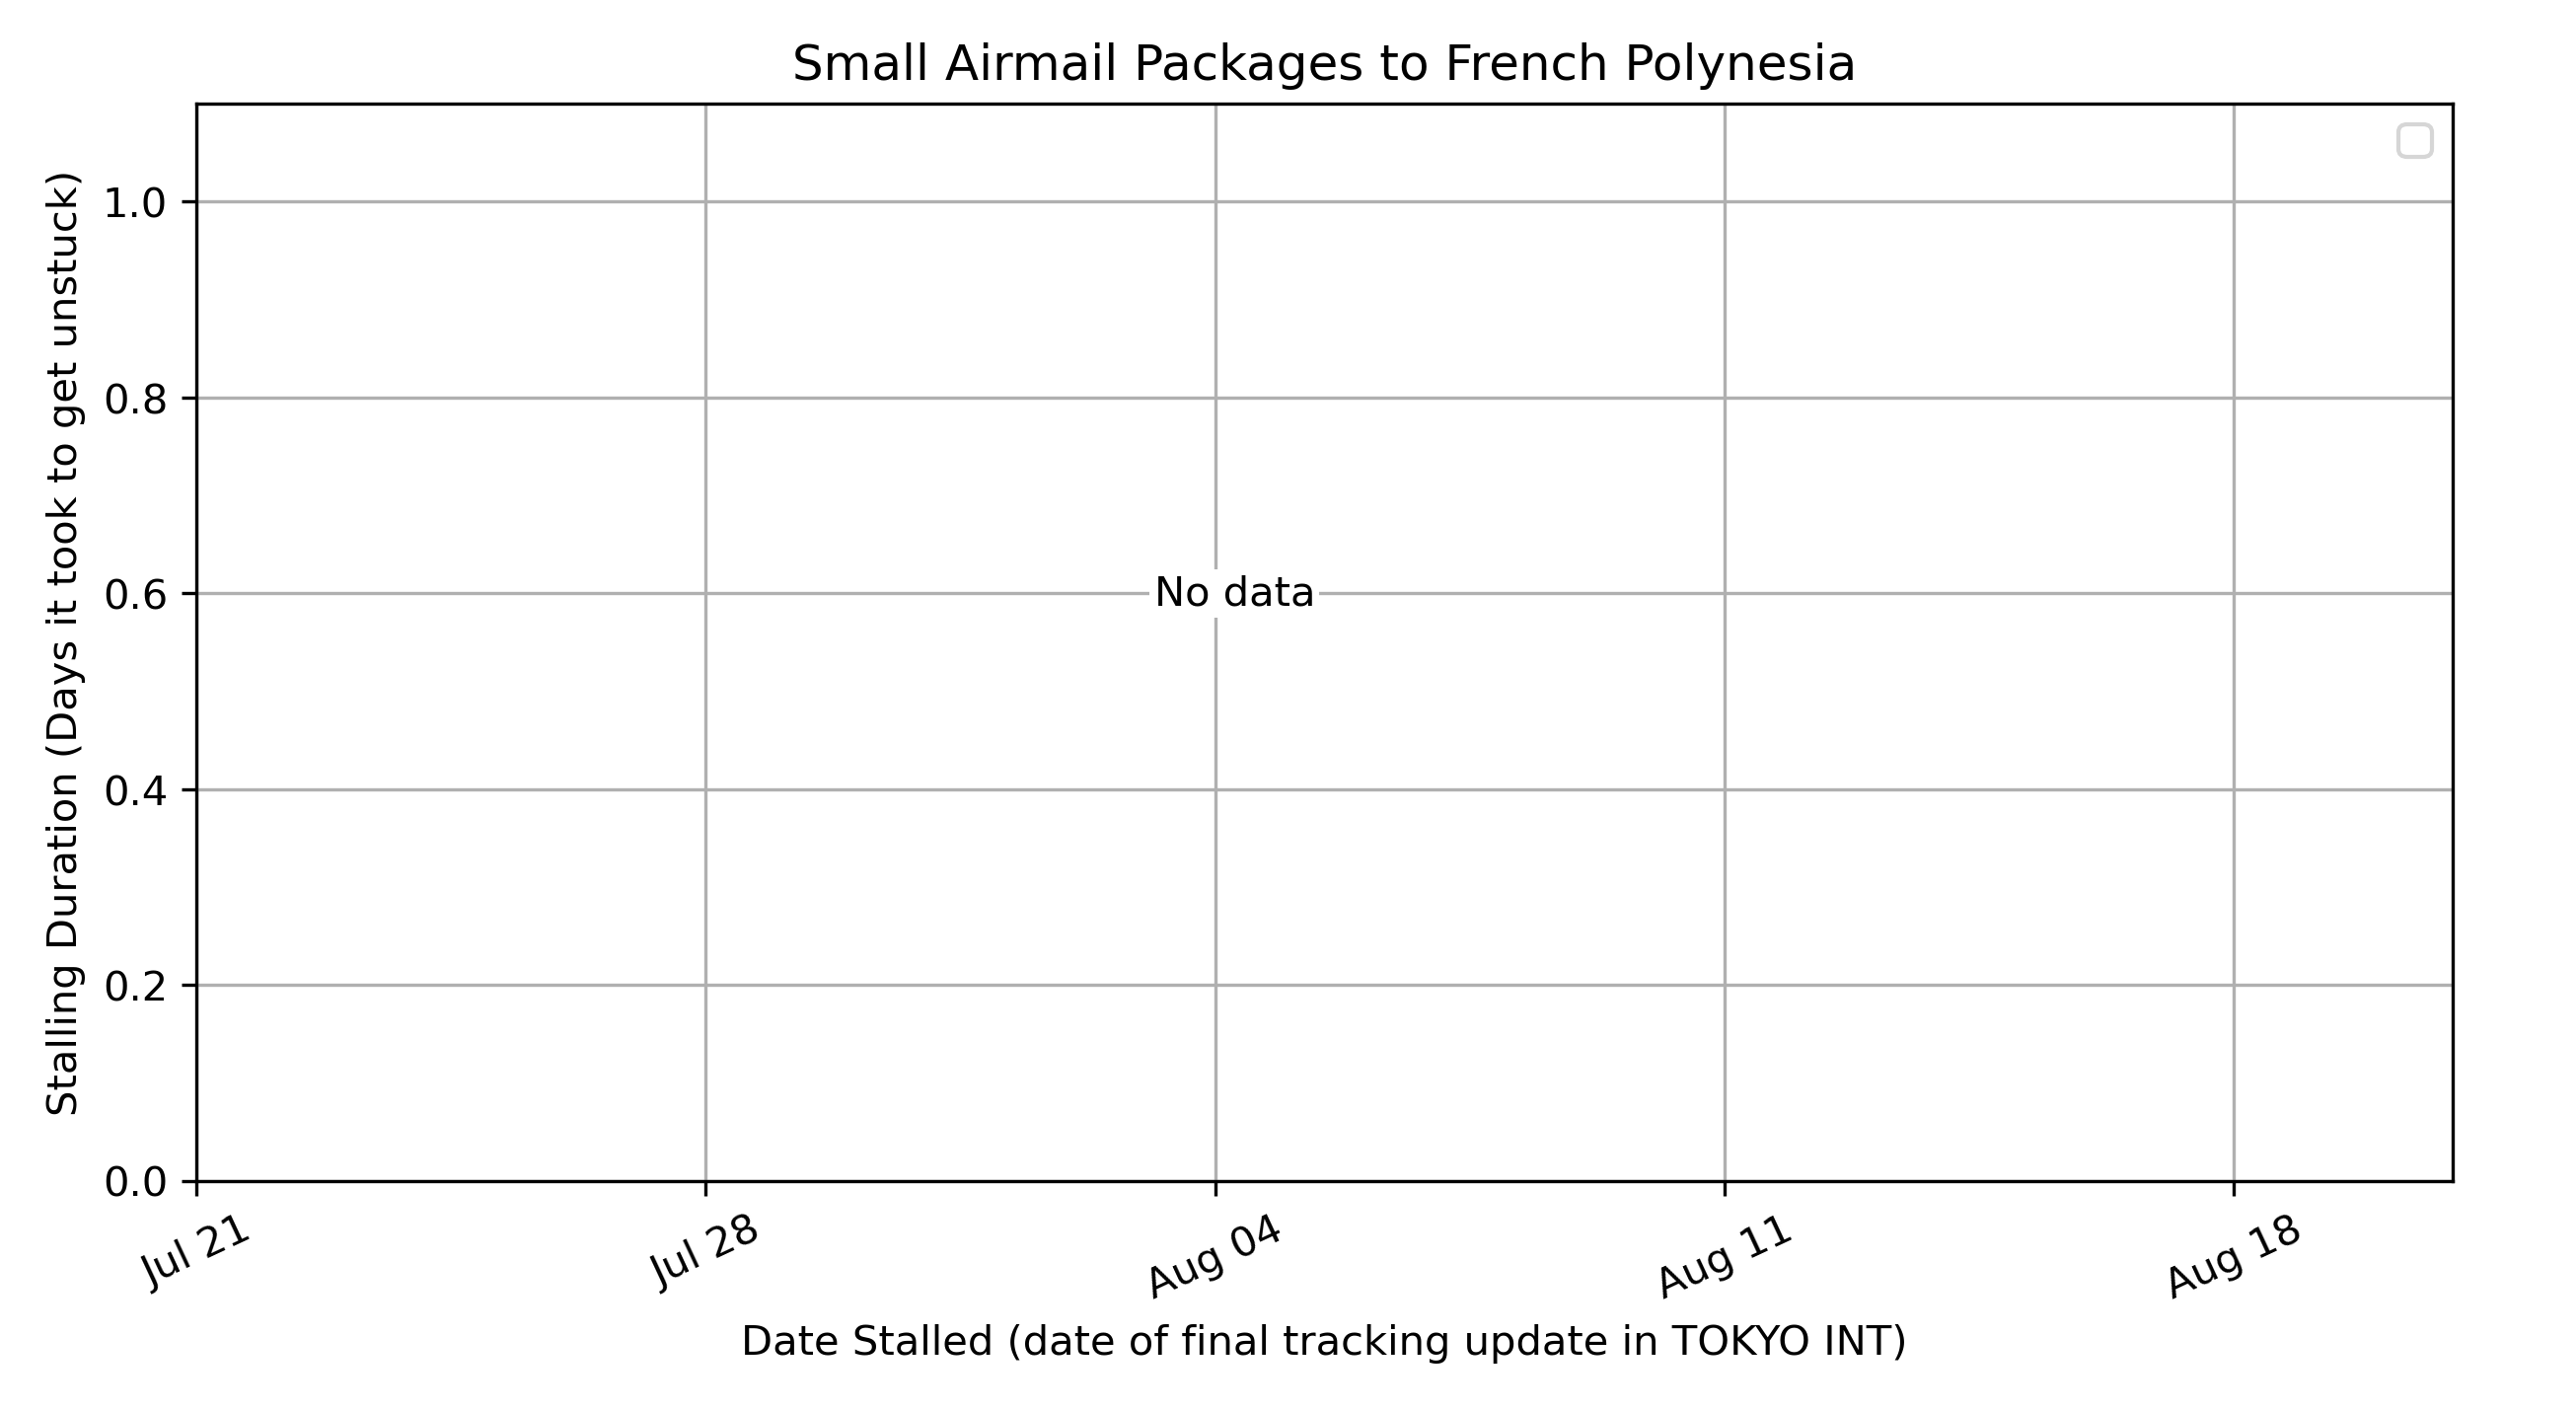 Small Airmail Packages to French Polynesia
Stalling Duration (Days it took to get unstuck)
1.0
0.8
0.6
0.4
0.2
0.0
No data
Jul 21
Jul 28
Aug 04
Aug 11
Aug 18
Date Stalled (date of final tracking update in TOKYO INT)